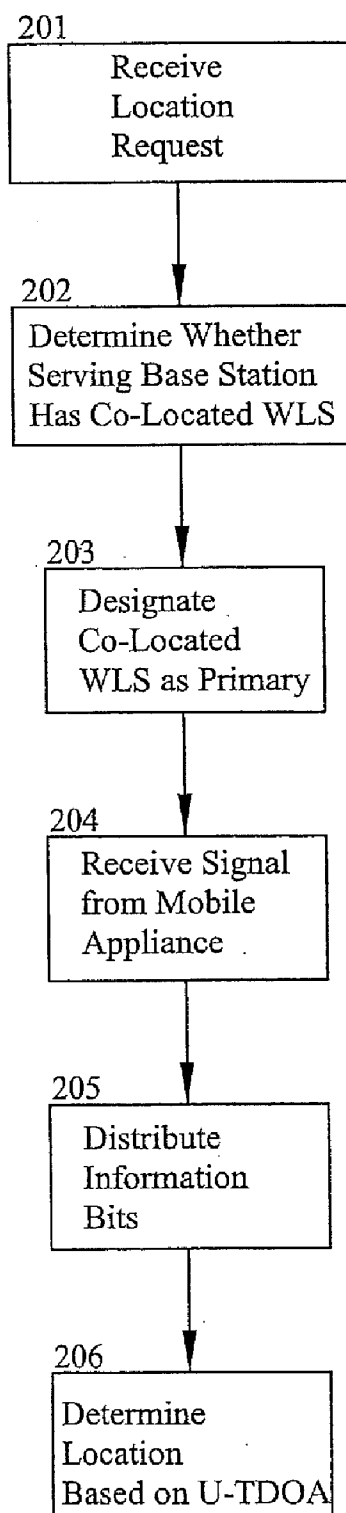 201
Receive
Location
Request
202
Determine Whether
Serving Base Station
Has Co-Located WLS
203
Designate
Co-Located
WLS as Primary
204
Receive Signal
from Mobile
Appliance
205
Distribute
Information
Bits
206
Determine
Location
Based on U-TDOA